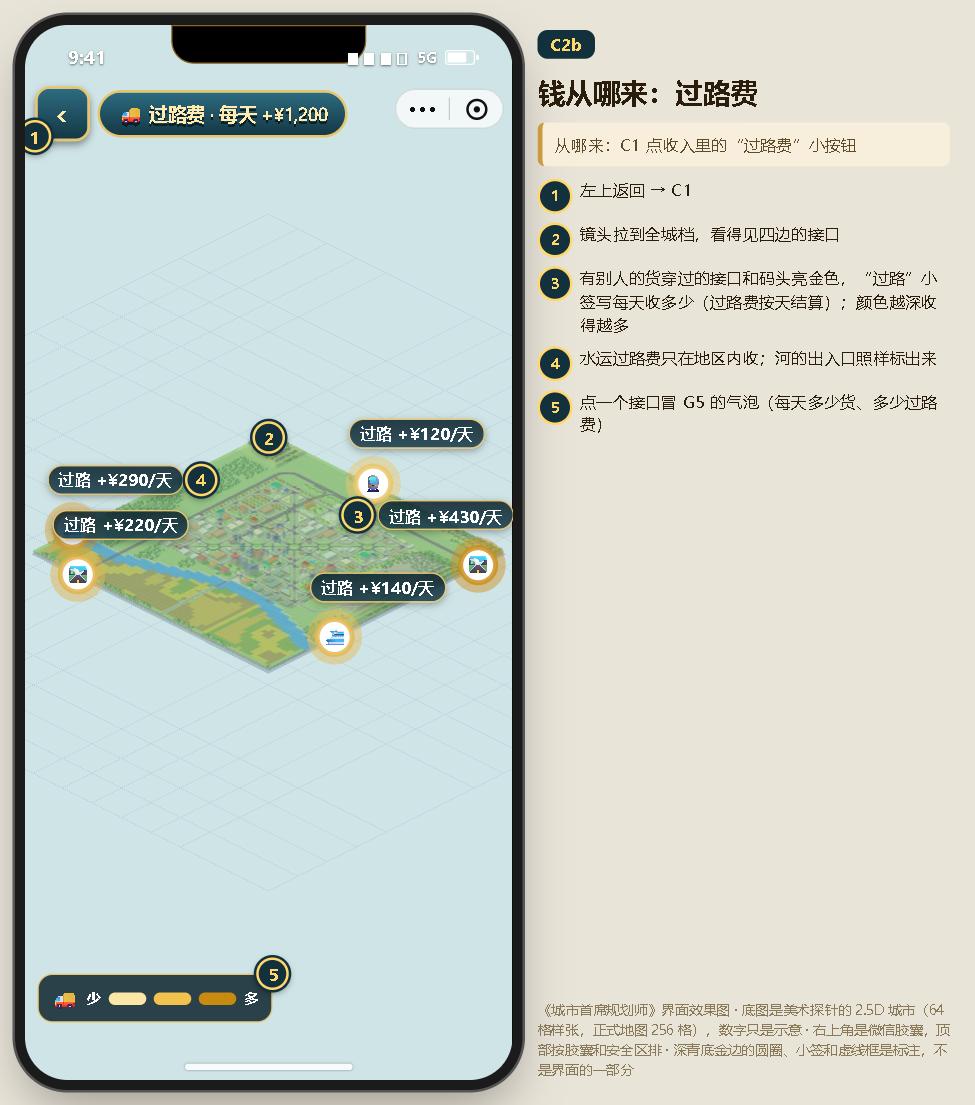 9:41
5G
‹
🚚 过路费 · 每天 +¥1,200
1
2
过路 +¥120/天
过路 +¥290/天
4
3
过路 +¥430/天
过路 +¥220/天
过路 +¥140/天
5
少
多
C2b
钱从哪来：过路费
从哪来：C1 点收入里的“过路费”小按钮
1 左上返回 → C1
2 镜头拉到全城档，看得见四边的接口
3 有别人的货穿过的接口和码头亮金色，“过路”小
签写每天收多少（过路费按天结算）；颜色越深收
得越多
4 水运过路费只在地区内收；河的出入口照样标出来
5 点一个接口冒 G5 的气泡（每天多少货、多少过路
费）
《城市首席规划师》界面效果图 · 底图是美术探针的 2.5D 城市（64
格样张，正式地图 256 格），数字只是示意 · 右上角是微信胶囊，顶
部按胶囊和安全区排 · 深青底金边的圆圈、小签和虚线框是标注，不
是界面的一部分